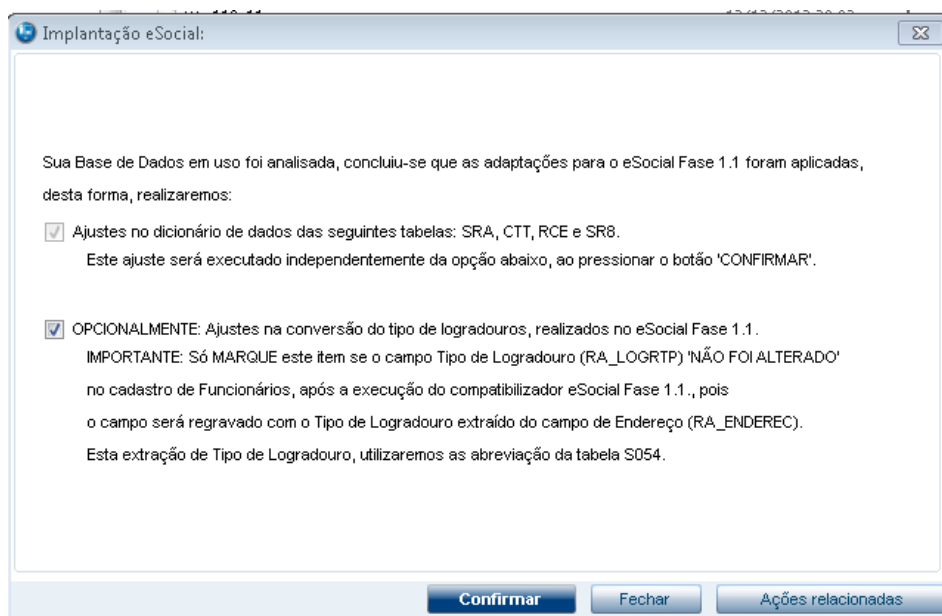 Implantação eSocial:
Sua Base de Dados em uso foi analisada, concluiu-se que as adaptações para o eSocial Fase 1.1 foram aplicadas,
desta forma, realizaremos:
Ajustes no dicionário de dados das seguintes tabelas: SRA, CTT, RCE e SR8.
Este ajuste será executado independentemente da opção abaixo, ao pressionar o botão 'CONFIRMAR'.
OPCIONALMENTE: Ajustes na conversão do tipo de logradouros, realizados no eSocial Fase 1.1.
IMPORTANTE: Só MARQUE este item se o campo Tipo de Logradouro (RA_LOGRTP) 'NÃO FOI ALTERADO'
no cadastro de Funcionários, após a execução do compatibilizador eSocial Fase 1.1., pois
o campo será regravado com o Tipo de Logradouro extraído do campo de Endereço (RA_ENDEREC).
Esta extração de Tipo de Logradouro, utilizaremos as abreviação da tabela S054.
Confirmar Fechar Ações relacionadas